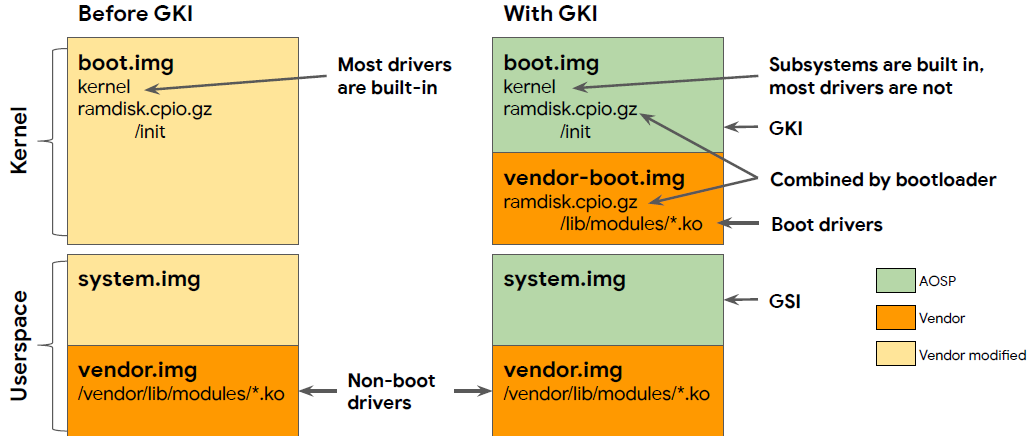 Before GKI
With GKI
Kernel
boot.img
kernel
ramdisk.cpio.gz
/init
Most drivers
are built-in
boot.img
kernel
ramdisk.cpio.gz
/init
Subsystems are built in,
most drivers are not
GKI
vendor-boot.img
ramdisk.cpio.gz
/lib/modules/*.ko
Combined by bootloader
Boot drivers
Userspace
system.img
system.img
GSI
vendor.img
/vendor/lib/modules/*.ko
Non-boot
drivers
vendor.img
/vendor/lib/modules/*.ko
AOSP
Vendor
Vendor modified